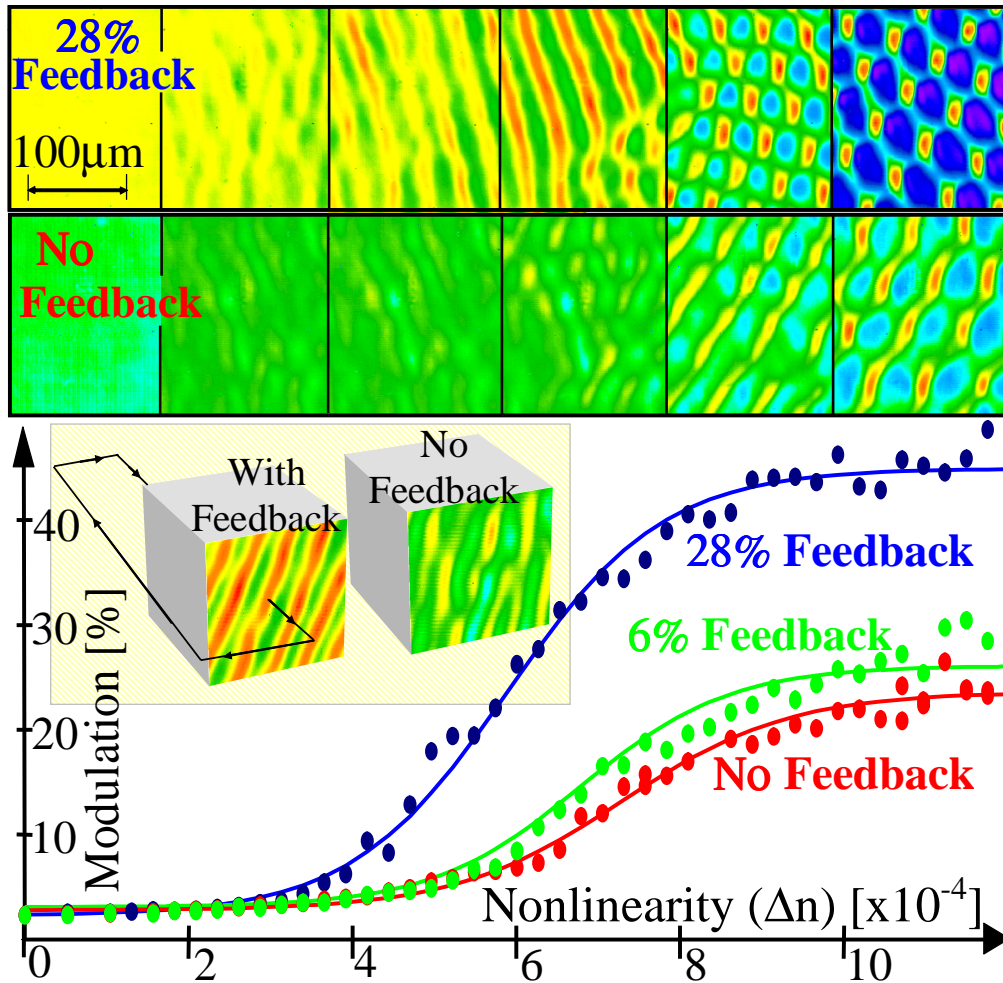 28%
Feedback
100μm
No
Feedback
With
Feedback
No
Feedback
40
30
20
10
Modulation [%]
28% Feedback
6% Feedback
No Feedback
Nonlinearity (Δn) [x10-4]
0
2
4
6
8
10